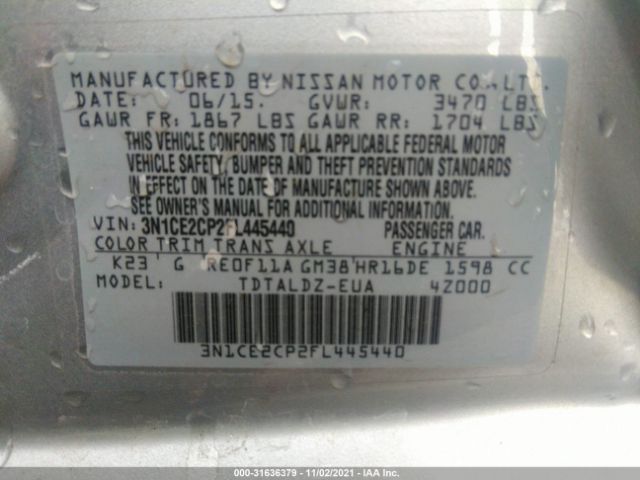 MANUFACTURED BY NISSAN MOTOR CO., LTD.
DATE: 06/15. GVWR: 3470 LBS
GAWR FR: 1867 LBS GAWR RR: 1704 LBS
THIS VEHICLE CONFORMS TO ALL APPLICABLE FEDERAL MOTOR
VEHICLE SAFETY, BUMPER AND THEFT PREVENTION STANDARDS
IN EFFECT ON THE DATE OF MANUFACTURE SHOWN ABOVE.
SEE OWNER'S MANUAL FOR ADDITIONAL INFORMATION.
VIN: 3N1CE2CP2FL445440 PASSENGER CAR.
COLOR TRIM TRANS AXLE ENGINE
K23 G RE0F11A GM38 HR16DE 1598 CC
MODEL: TDTALDZ-EUA 4Z000
3N1CE2CP2FL445440
000-31636379 - 11/02/2021 - IAA Inc.